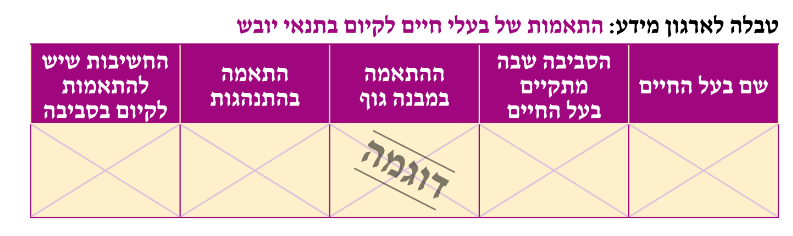 טבלה לארגון מידע: התאמות של בעלי חיים לקיום בתנאי יובש
שם בעל החיים
הסביבה שבה
מתקיים
בעל החיים
ההתאמה
במבנה גוף
התאמה
בהתנהגות
החשיבות שיש
להתאמות
לקיום בסביבה
דוגמה